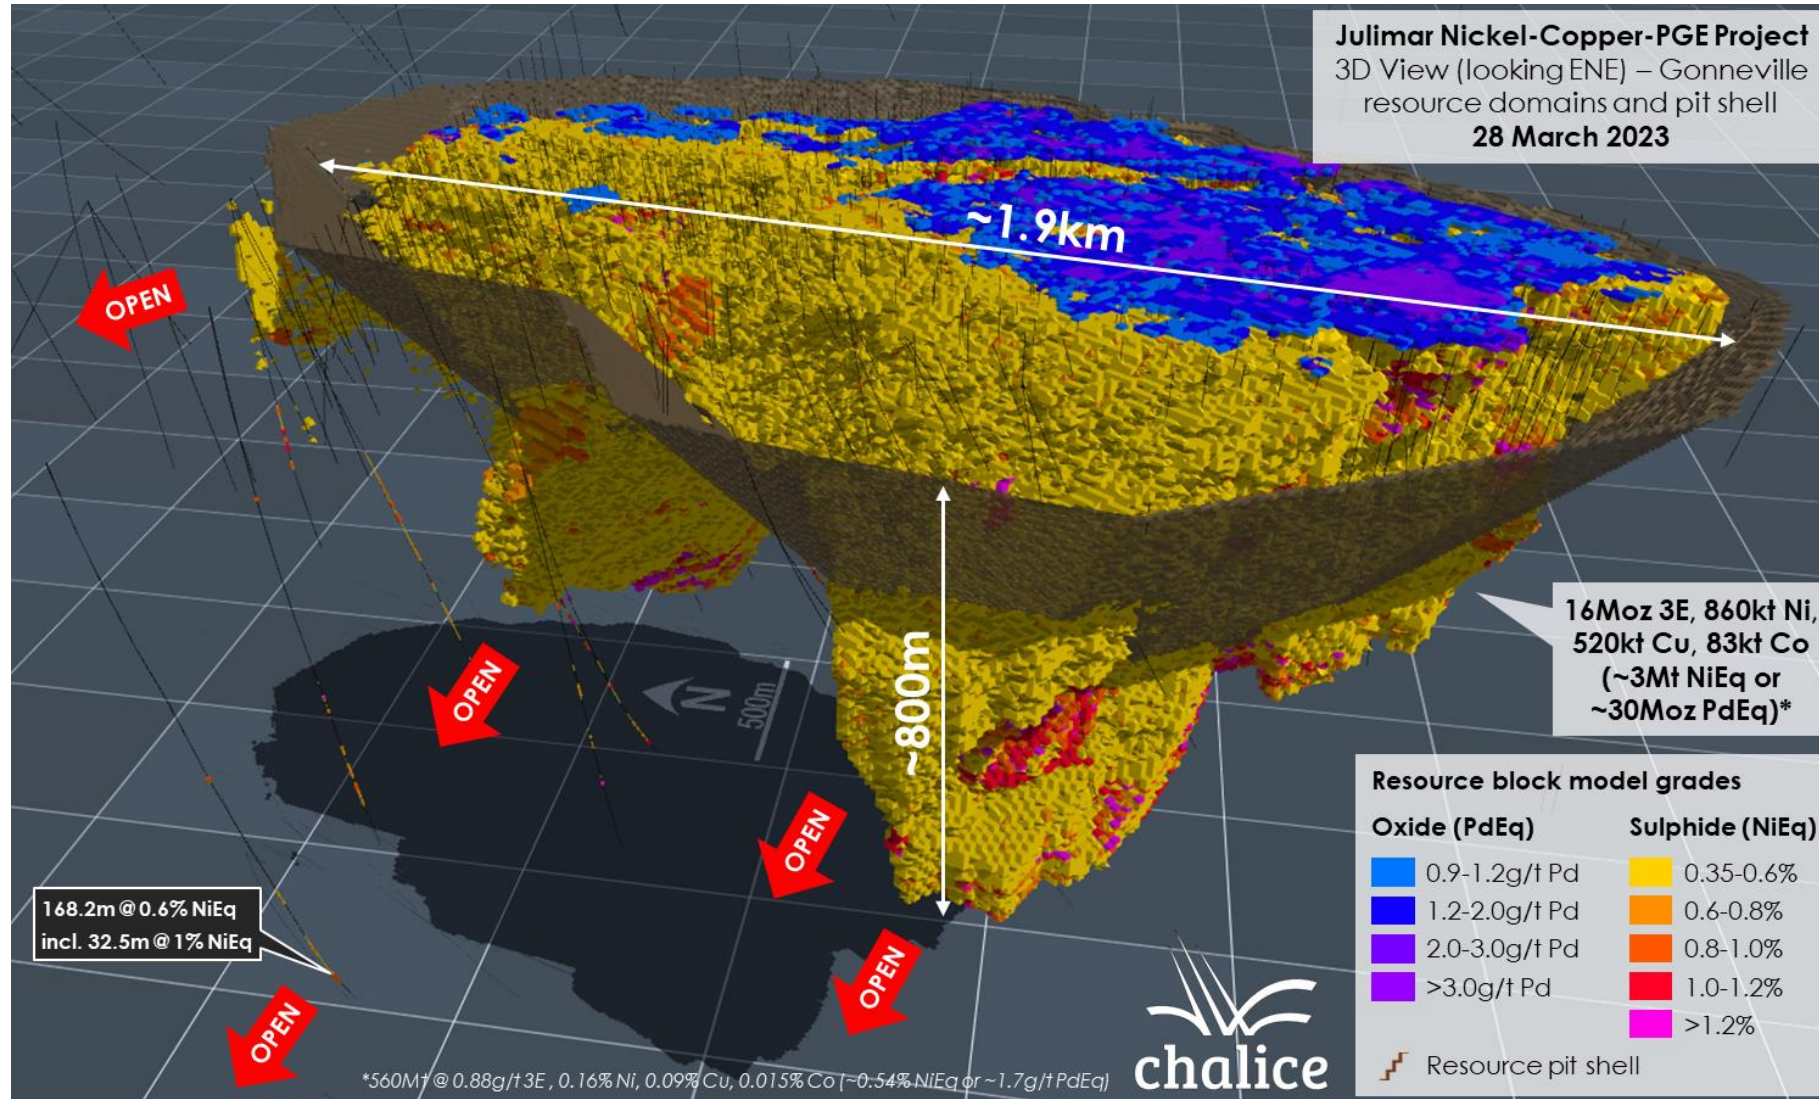 Julimar Nickel-Copper-PGE Project
3D View (looking ENE) – Gonneville
resource domains and pit shell
28 March 2023
~1.9km
OPEN
~800m
16Moz 3E, 860kt Ni,
520kt Cu, 83kt Co
(~3Mt NiEq or
~30Moz PdEq)*
OPEN
N
500m
OPEN
OPEN
OPEN
168.2m @ 0.6% NiEq
incl. 32.5m @ 1% NiEq
Resource block model grades
Oxide (PdEq)
0.9-1.2g/t Pd
1.2-2.0g/t Pd
2.0-3.0g/t Pd
>3.0g/t Pd
Sulphide (NiEq)
0.35-0.6%
0.6-0.8%
0.8-1.0%
1.0-1.2%
>1.2%
Resource pit shell
chalice
*560Mt @ 0.88g/t 3E, 0.16% Ni, 0.09% Cu, 0.015% Co (~0.54% NiEq or ~1.7g/t PdEq)